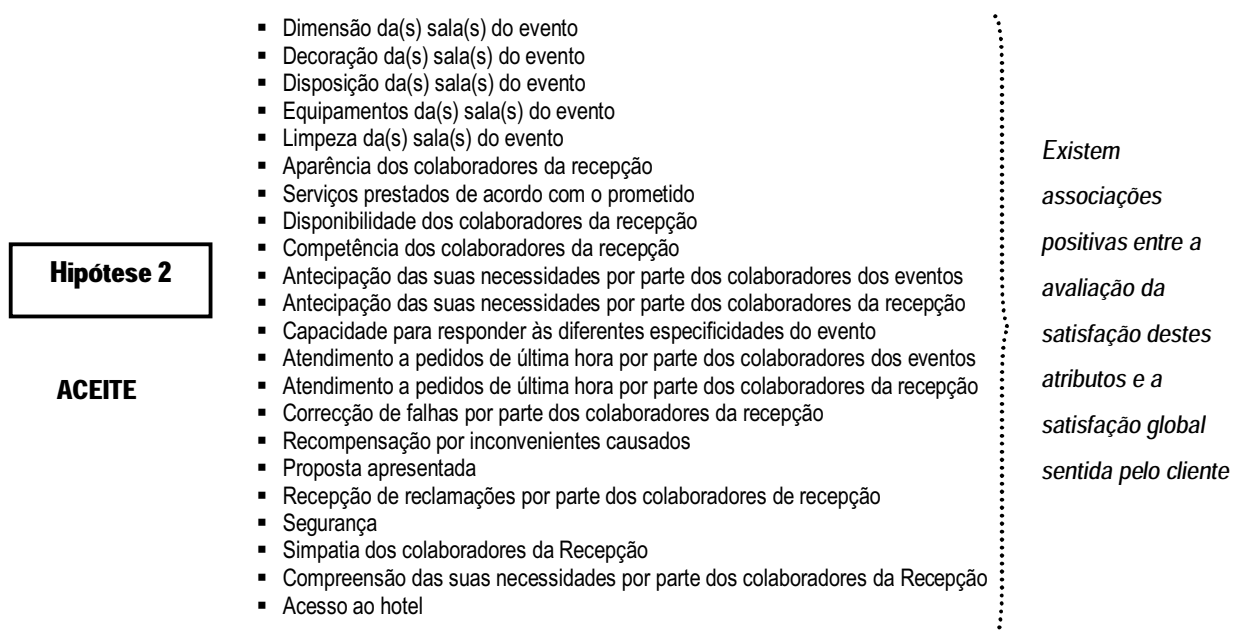 Hipótese 2
ACEITE
▪ Dimensão da(s) sala(s) do evento
▪ Decoração da(s) sala(s) do evento
▪ Disposição da(s) sala(s) do evento
▪ Equipamentos da(s) sala(s) do evento
▪ Limpeza da(s) sala(s) do evento
▪ Aparência dos colaboradores da recepção
▪ Serviços prestados de acordo com o prometido
▪ Disponibilidade dos colaboradores da recepção
▪ Competência dos colaboradores da recepção
▪ Antecipação das suas necessidades por parte dos colaboradores dos eventos
▪ Antecipação das suas necessidades por parte dos colaboradores da recepção
▪ Capacidade para responder às diferentes especificidades do evento
▪ Atendimento a pedidos de última hora por parte dos colaboradores dos eventos
▪ Atendimento a pedidos de última hora por parte dos colaboradores da recepção
▪ Correcção de falhas por parte dos colaboradores da recepção
▪ Recompensação por inconvenientes causados
▪ Proposta apresentada
▪ Recepção de reclamações por parte dos colaboradores de recepção
▪ Segurança
▪ Simpatia dos colaboradores da Recepção
▪ Compreensão das suas necessidades por parte dos colaboradores da Recepção
▪ Acesso ao hotel
Existem
associações
positivas entre a
avaliação da
satisfação destes
atributos e a
satisfação global
sentida pelo cliente